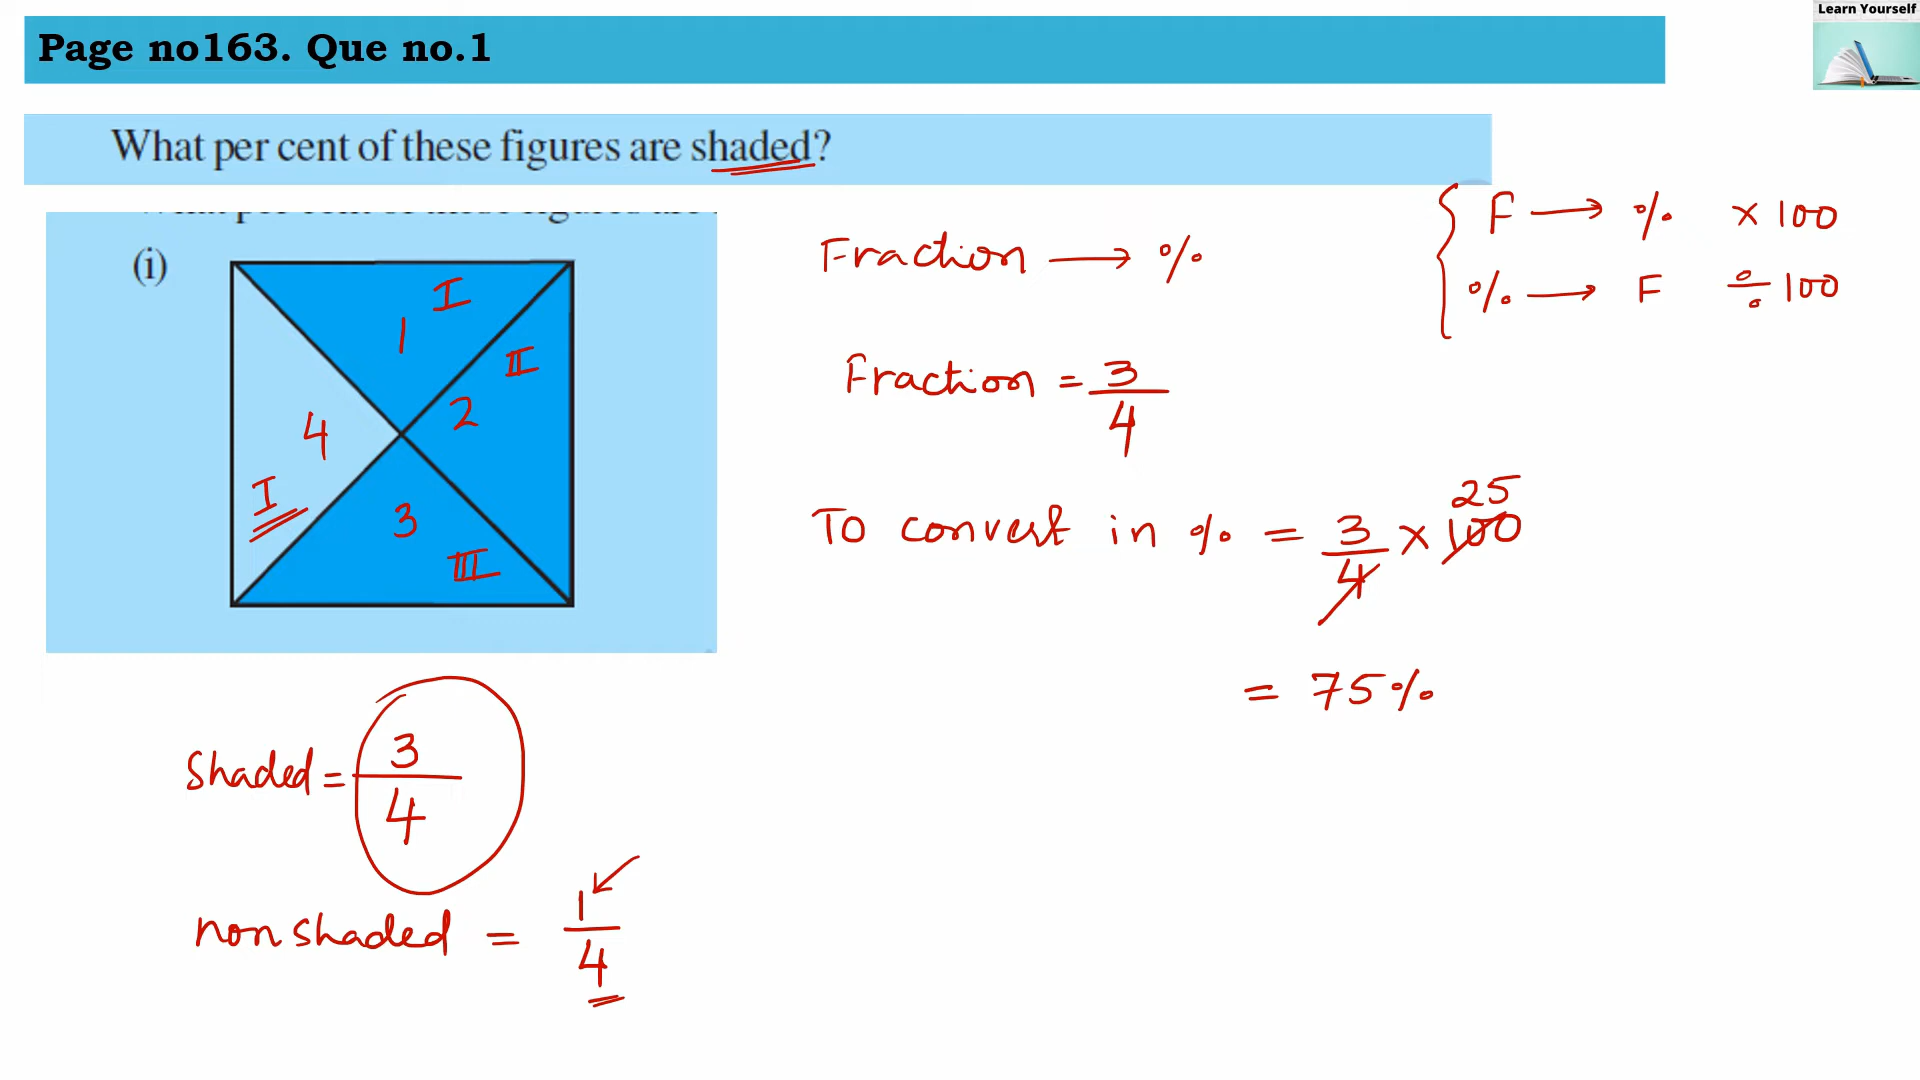 Learn Yourself
Page no163. Que no.1
What per cent of these figures are shaded?
(i)
I
1
II
2
4
I
3
III
Shaded = 3/4
non shaded = 1/4
Fraction → %
Fraction = 3/4
To convert in % = 3/4 × 100
25
= 75%
F → % × 100
% → F ÷ 100